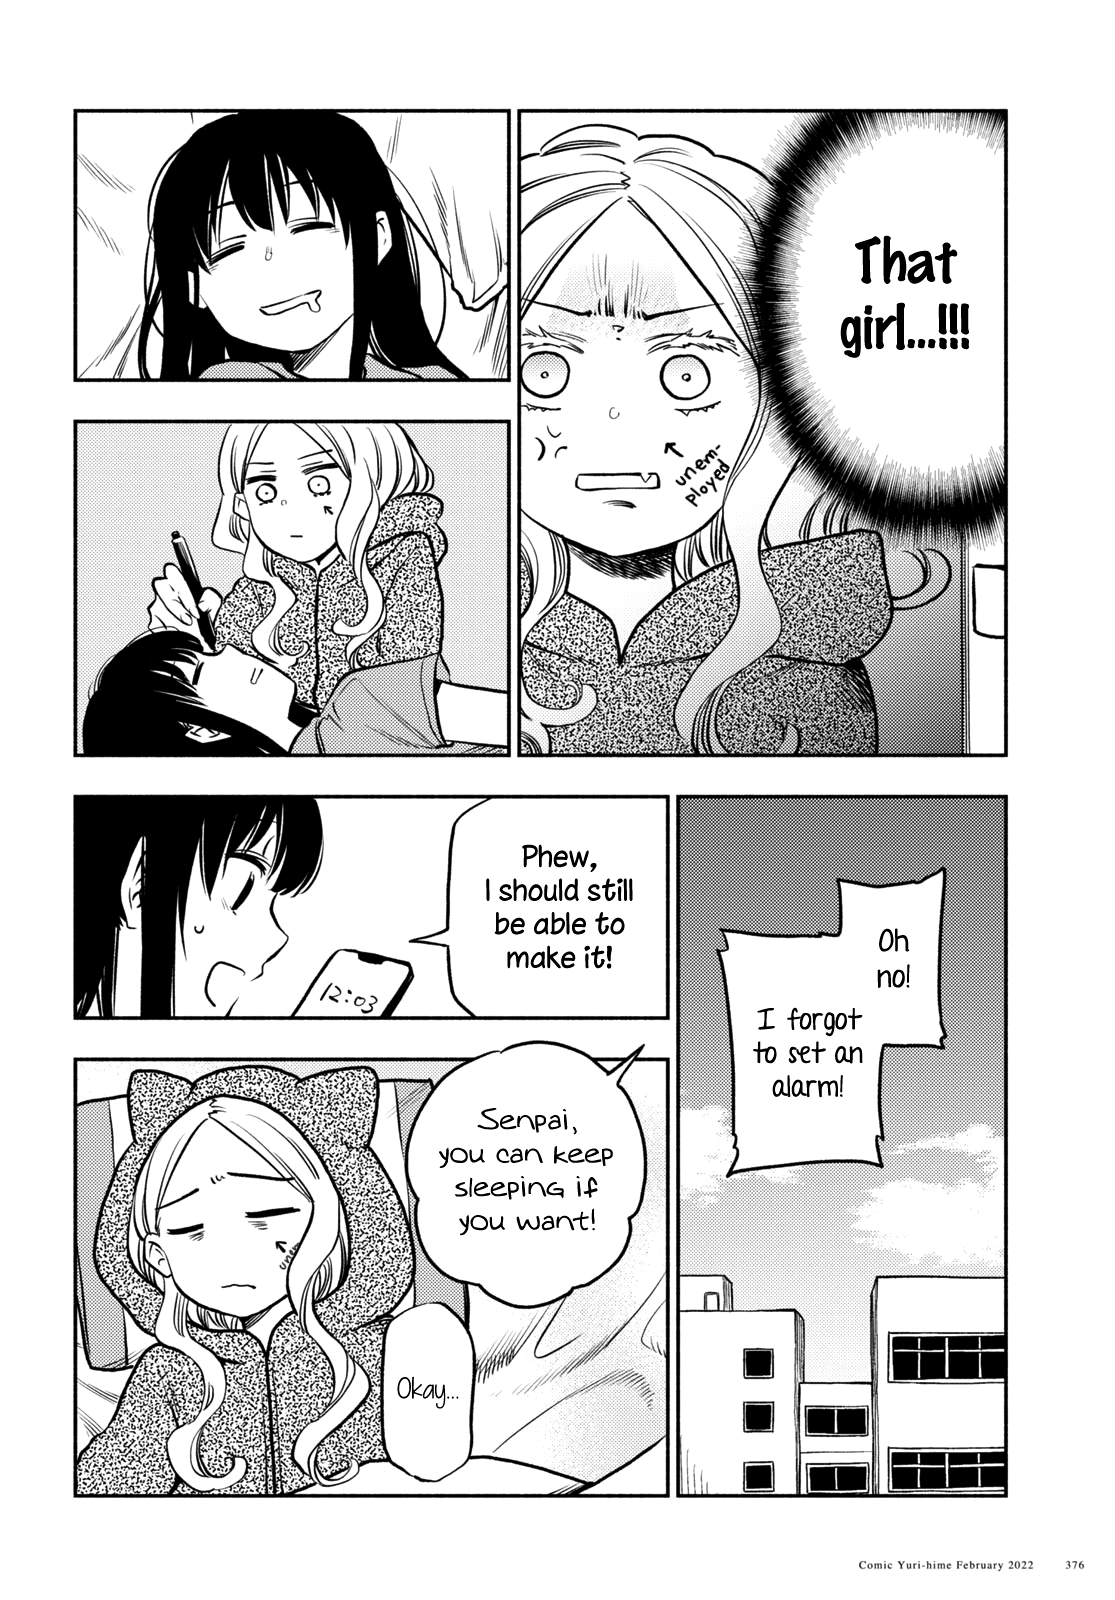 That
girl...!!!
unem-
ployed
Oh
no!
I forgot
to set an
alarm!
Phew,
I should still
be able to
make it!
12:03
Senpai,
you can keep
sleeping if
you want!
unem
Okay...
Comic Yuri-hime February 2022 376